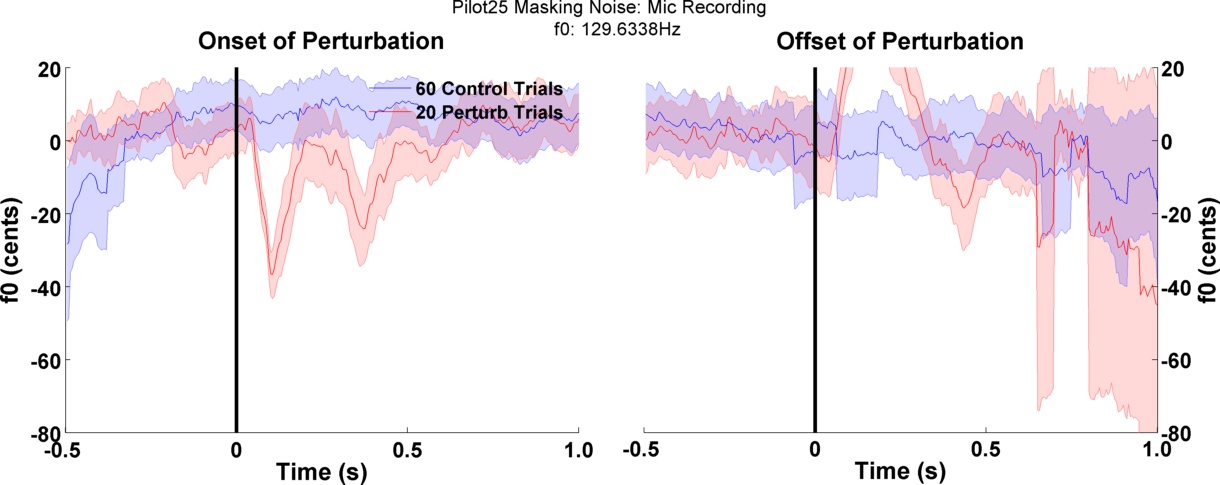 Pilot25 Masking Noise: Mic Recording
f0: 129.6338Hz
Onset of Perturbation
Offset of Perturbation
60 Control Trials
20 Perturb Trials
20
0
-20
-40
-60
-80
f0 (cents)
-0.5
0
0.5
1.0
Time (s)
20
0
-20
-40
-60
-80
f0 (cents)
-0.5
0
0.5
1.0
Time (s)